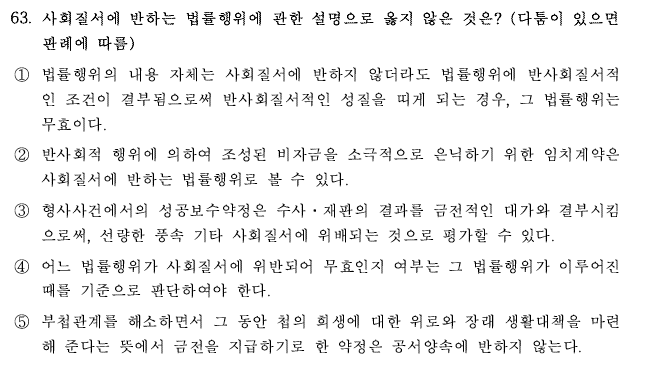 63. 사회질서에 반하는 법률행위에 관한 설명으로 옳지 않은 것은? (다툼이 있으면
판례에 따름)
① 법률행위의 내용 자체는 사회질서에 반하지 않더라도 법률행위에 반사회질서적
인 조건이 결부됨으로써 반사회질서적인 성질을 띠게 되는 경우, 그 법률행위는
무효이다.
② 반사회적 행위에 의하여 조성된 비자금을 소극적으로 은닉하기 위한 임치계약은
사회질서에 반하는 법률행위로 볼 수 있다.
③ 형사사건에서의 성공보수약정은 수사·재판의 결과를 금전적인 대가와 결부시킴
으로써, 선량한 풍속 기타 사회질서에 위배되는 것으로 평가할 수 있다.
④ 어느 법률행위가 사회질서에 위반되어 무효인지 여부는 그 법률행위가 이루어진
때를 기준으로 판단하여야 한다.
⑤ 부첩관계를 해소하면서 그 동안 첩의 희생에 대한 위로와 장래 생활대책을 마련
해 준다는 뜻에서 금전을 지급하기로 한 약정은 공서양속에 반하지 않는다.